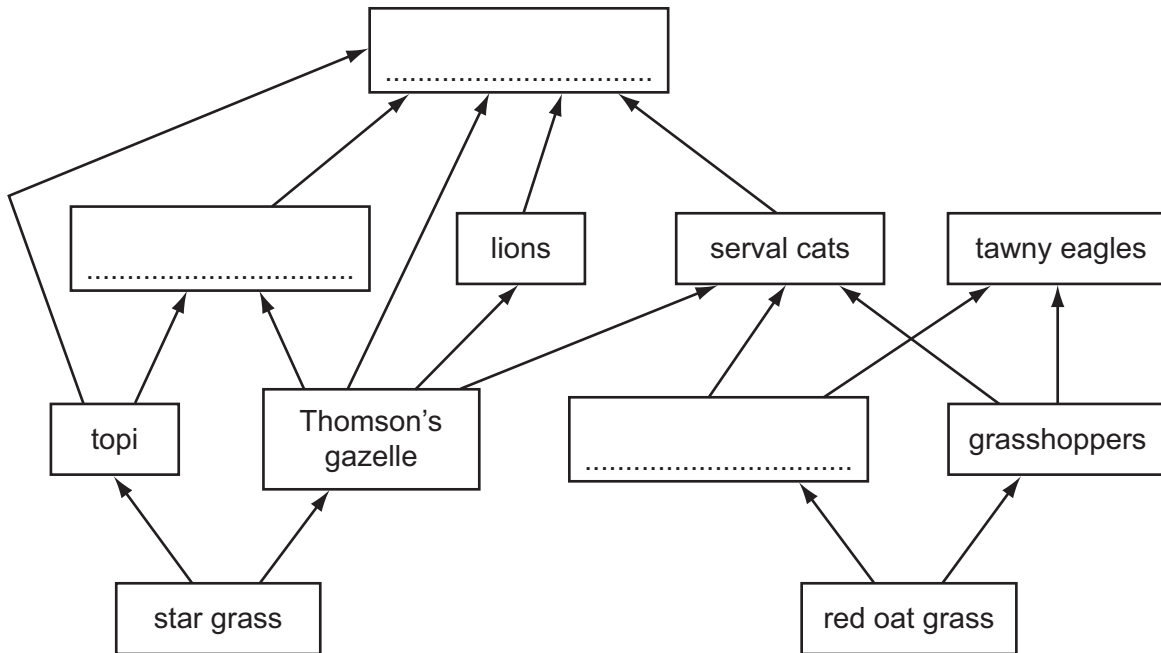 lions
serval cats
tawny eagles
topi
Thomson's
gazelle
grasshoppers
star grass
red oat grass